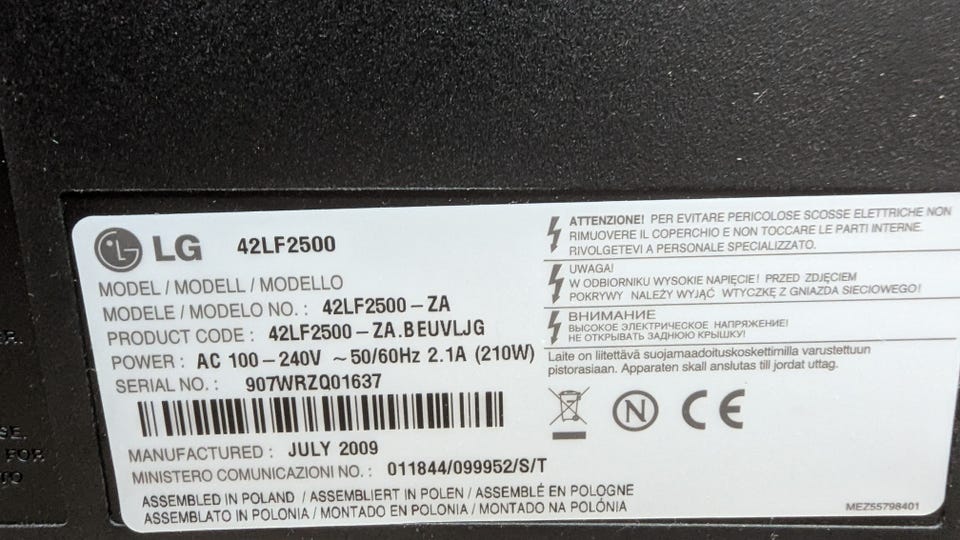 LG 42LF2500
MODEL / MODELL / MODELLO
MODELE / MODELO NO. : 42LF2500-ZA
PRODUCT CODE : 42LF2500-ZA.BEUVLJG
POWER : AC 100-240V ~50/60Hz 2.1A (210W)
SERIAL NO. : 907WRZQ01637
MANUFACTURED : JULY 2009
MINISTERO COMUNICAZIONI NO. : 011844/099952/S/T
ASSEMBLED IN POLAND / ASSEMBLIERT IN POLEN / ASSEMBLÉ EN POLOGNE
ASSEMBLATO IN POLONIA / MONTADO EN POLONIA / MONTADO NA POLÓNIA
ATTENZIONE! PER EVITARE PERICOLOSE SCOSSE ELETTRICHE NON
RIMUOVERE IL COPERCHIO E NON TOCCARE LE PARTI INTERNE.
RIVOLGETEVI A PERSONALE SPECIALIZZATO.
UWAGA!
W ODBIORNIKU WYSOKIE NAPIĘCIE! PRZED ZDJĘCIEM
POKRYWY NALEŻY WYJĄĆ WTYCZKĘ Z GNIAZDA SIECIOWEGO!
ВНИМАНИЕ
ВЫСОКОЕ ЭЛЕКТРИЧЕСКОЕ НАПРЯЖЕНИЕ!
НЕ ОТКРЫВАТЬ ЗАДНЮЮ КРЫШКУ!
Laite on liitettävä suojamaadoituskoskettimilla varustettuun
pistorasiaan. Apparaten skall anslutas till jordat uttag.
N CE
MEZ55798401
FOR
TO